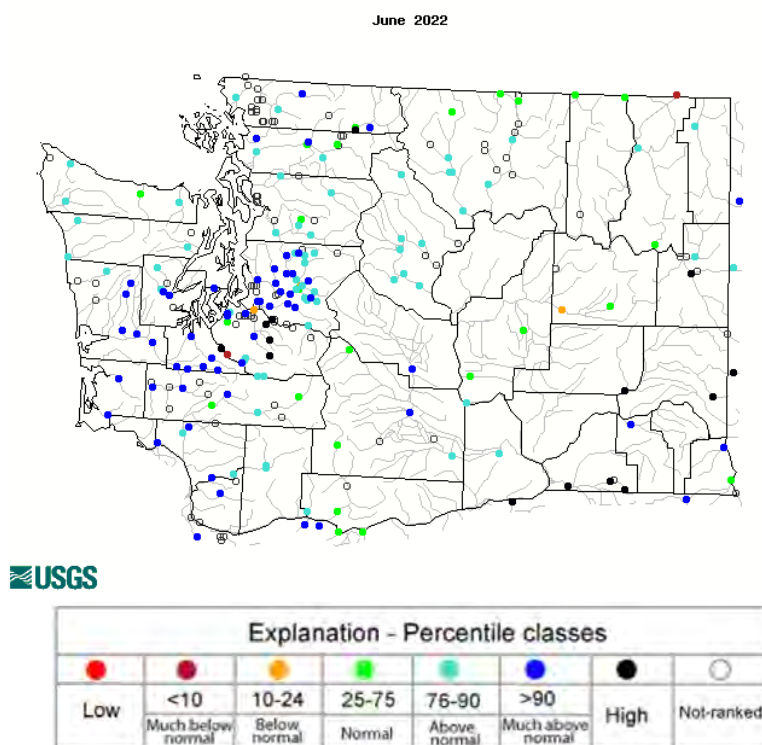 June 2022
USGS
Explanation - Percentile classes
Low <10 10-24 25-75 76-90 >90 High Not-ranked
Much below normal Below normal Normal Above normal Much above normal